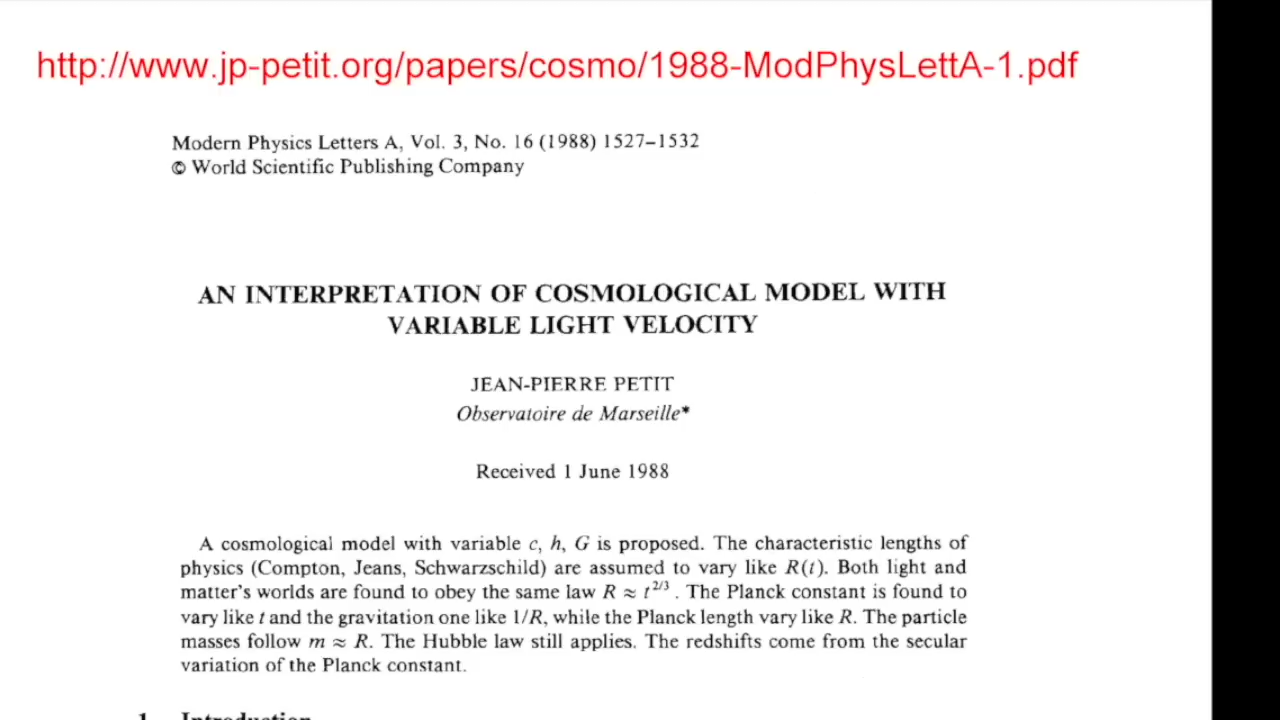 http://www.jp-petit.org/papers/cosmo/1988-ModPhysLettA-1.pdf
Modern Physics Letters A, Vol. 3, No. 16 (1988) 1527–1532
© World Scientific Publishing Company
AN INTERPRETATION OF COSMOLOGICAL MODEL WITH
VARIABLE LIGHT VELOCITY
JEAN-PIERRE PETIT
Observatoire de Marseille*
Received 1 June 1988
A cosmological model with variable c, h, G is proposed. The characteristic lengths of
physics (Compton, Jeans, Schwarzschild) are assumed to vary like R(t). Both light and
matter's worlds are found to obey the same law R ≈ t^2/3. The Planck constant is found to
vary like t and the gravitation one like 1/R, while the Planck length vary like R. The particle
masses follow m ≈ R. The Hubble law still applies. The redshifts come from the secular
variation of the Planck constant.
1. Introduction